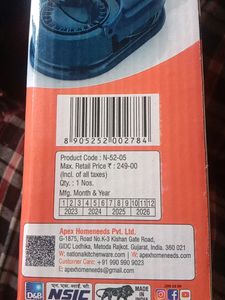 8 905252 002784
Product Code : N-52-05
Max. Retail Price ₹ : 249-00
(Incl. of all taxes)
Qty. : 1 Nos.
Mfg. Month & Year
1 2 3 4 5 6 7 8 9 10 11 12
2023 2024 2025 2026
Apex Homeneeds Pvt. Ltd.
G-1875, Road No.K-3 Kishan Gate Road,
GIDC Lodhika, Metoda Rajkot, Gujarat, India. 360 021
W: nationalkitchenware.com | W: apexhomeneeds.com
Customer Care: + 91 990 990 9023
E: apexhomeneeds@gmail.com
D&B
NSIC
MADE IN